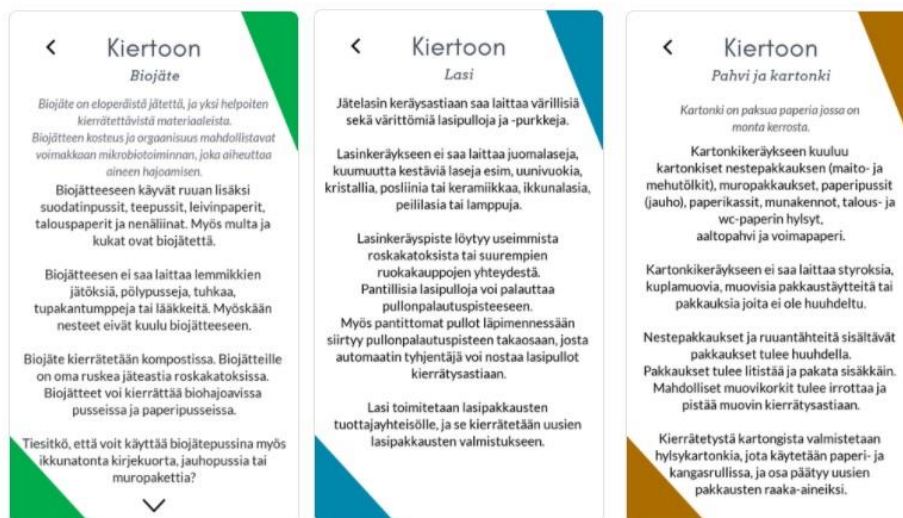 Kiertoon
Biojäte
Biojäte on eloperäistä jätettä, ja yksi helpoiten
kierrätettävistä materiaaleista.
Biojätteen kosteus ja orgaanisuus mahdollistavat
voimakkaan mikrobiotoiminnan, joka aiheuttaa
aineen hajoamisen.
Biojätteeseen käyvät ruuan lisäksi
suodatinpussit, teepussit, leivinpaperit,
talouspaperit ja nenäliinat. Myös multa ja
kukat ovat biojätettä.
Biojätteesen ei saa laittaa lemmikkien
jätöksiä, pölypusseja, tuhkaa,
tupakantumppeja tai lääkkeitä. Myöskään
nesteet eivät kuulu biojätteeseen.
Biojäte kierrätetään kompostissa. Biojätteille
on oma ruskea jäteastia roskakatoksissa.
Biojätteet voi kierrättää biohajoavissa
pusseissa ja paperipusseissa.
Tiesitkö, että voit käyttää biojätepussina myös
ikkunatonta kirjekuorta, jauhopussia tai
muropakettia?
Kiertoon
Lasi
Jätelasin keräysastiaan saa laittaa värillisiä
sekä värittömiä lasipulloja ja -purkkeja.
Lasinkeräykseen ei saa laittaa juomalaseja,
kuumuutta kestäviä laseja esim, uunivuokia,
kristallia, posliinia tai keramiikkaa, ikkunalasia,
peililasia tai lamppuja.
Lasinkeräyspiste löytyy useimmista
roskakatoksista tai suurempien
ruokakauppojen yhteydestä.
Pantillisia lasipulloja voi palauttaa
pullonpalautuspisteeseen.
Myös pantittomat pullot läpimennessään
siirtyy pullonpalautuspisteen takaosaan, josta
automaatin tyhjentäjä voi nostaa lasipullot
kierrätysastiaan.
Lasi toimitetaan lasipakkausten
tuottajayhteisölle, ja se kierrätetään uusien
lasipakkausten valmistukseen.
Kiertoon
Pahvi ja kartonki
Kartonki on paksua paperia jossa on
monta kerrosta.
Kartonkikeräykseen kuuluu
kartonkiset nestepakkauksen (maito- ja
mehutölkit), muropakkaukset, paperipussit
(jauho), paperikassit, munakennot, talous- ja
wc-paperin hylsyt,
aaltopahvi ja voimapaperi.
Kartonkikeräykseen ei saa laittaa styroksia,
kuplamuovia, muovisia pakkaustäytteitä tai
pakkauksia joita ei ole huuhdeltu.
Nestepakkaukset ja ruuantähteitä sisältävät
pakkaukset tulee huuhdella.
Pakkaukset tulee litistää ja pakata sisäkkäin.
Mahdolliset muovikorkit tulee irrottaa ja
pistää muovin kierrätysastiaan.
Kierrätetystä kartongista valmistetaan
hylsykartonkia, jota käytetään paperi- ja
kangasrullissa, ja osa päätyy uusien
pakkausten raaka-aineiksi.